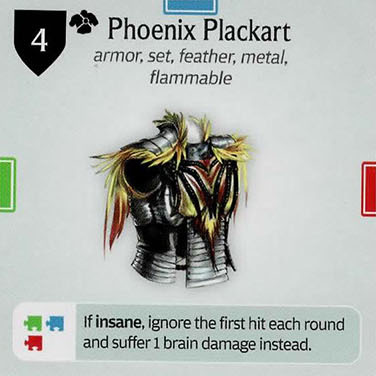 4
Phoenix Plackart
armor, set, feather, metal,
flammable
If insane, ignore the first hit each round
and suffer 1 brain damage instead.